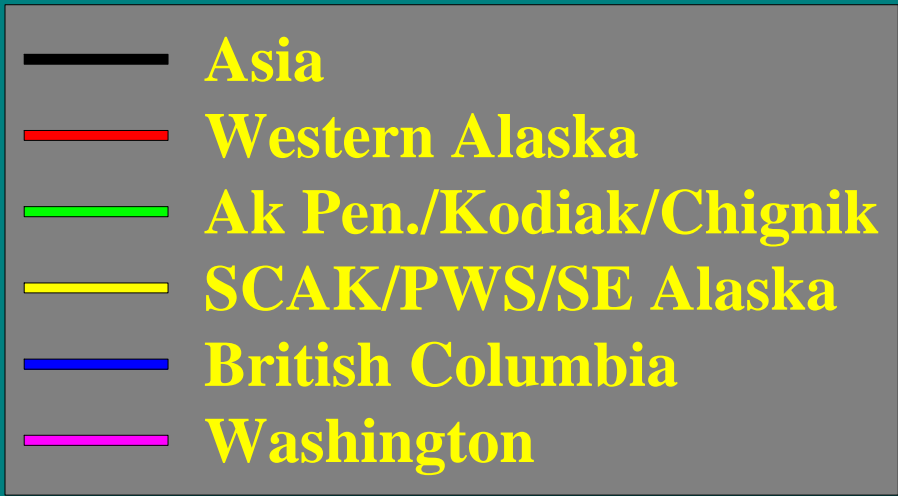 Asia
Western Alaska
Ak Pen./Kodiak/Chignik
SCAK/PWS/SE Alaska
British Columbia
Washington